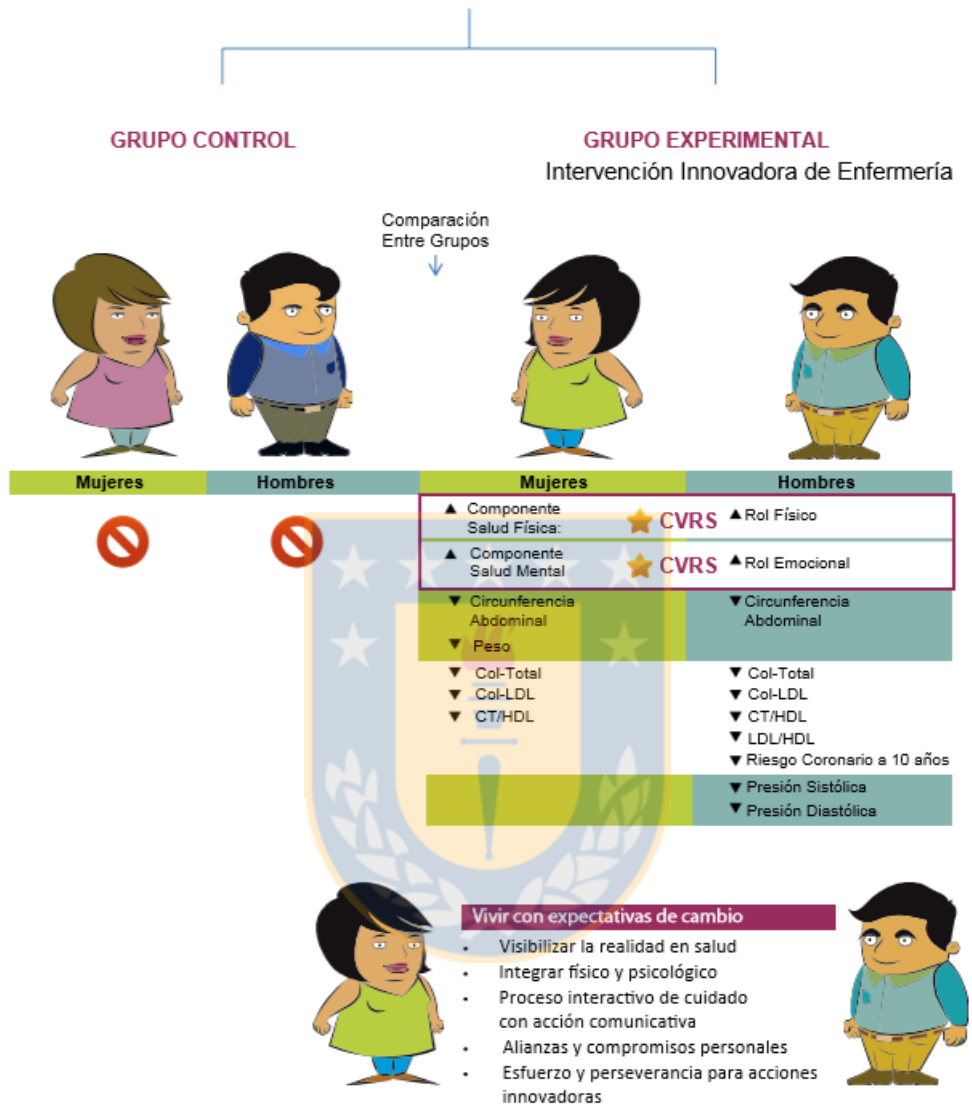 GRUPO CONTROL
GRUPO EXPERIMENTAL
Intervención Innovadora de Enfermería
Comparación
Entre Grupos
Mujeres
Hombres
Mujeres
Hombres
▲ Componente
Salud Física:
CVRS
▲ Rol Físico
▲ Componente
Salud Mental
CVRS
▲ Rol Emocional
▼ Circunferencia
Abdominal
▼ Peso
▼ Circunferencia
Abdominal
▼ Col-Total
▼ Col-LDL
▼ CT/HDL
▼ Col-Total
▼ Col-LDL
▼ CT/HDL
▼ LDL/HDL
▼ Riesgo Coronario a 10 años
▼ Presión Sistólica
▼ Presión Diastólica
Vivir con expectativas de cambio
• Visibilizar la realidad en salud
• Integrar físico y psicológico
• Proceso interactivo de cuidado
con acción comunicativa
• Alianzas y compromisos personales
• Esfuerzo y perseverancia para acciones
innovadoras